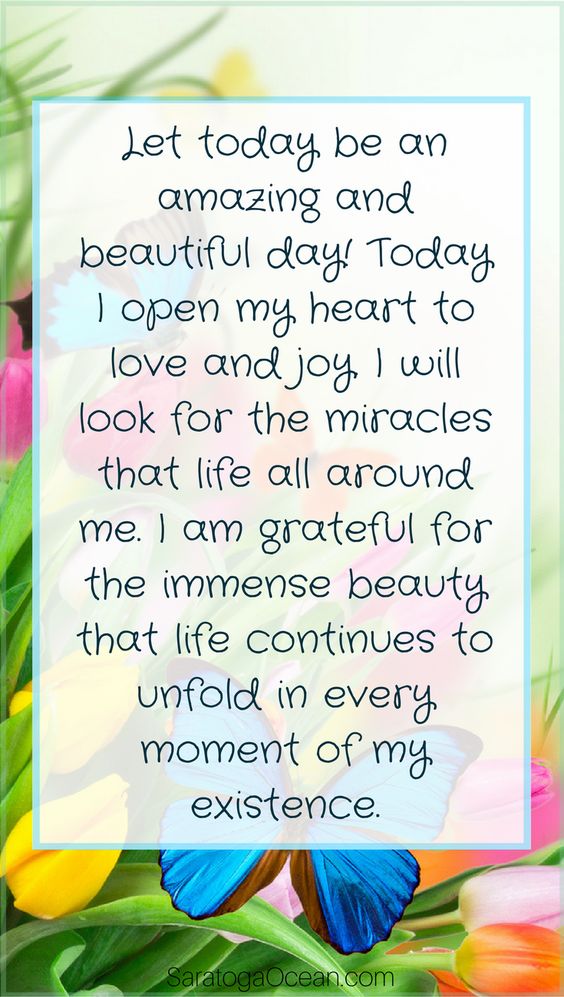 Let today be an
amazing and
beautiful day! Today
I open my heart to
love and joy. I will
look for the miracles
that life all around
me. I am grateful for
the immense beauty
that life continues to
unfold in every
moment of my
existence.
SaratogaOcean.com